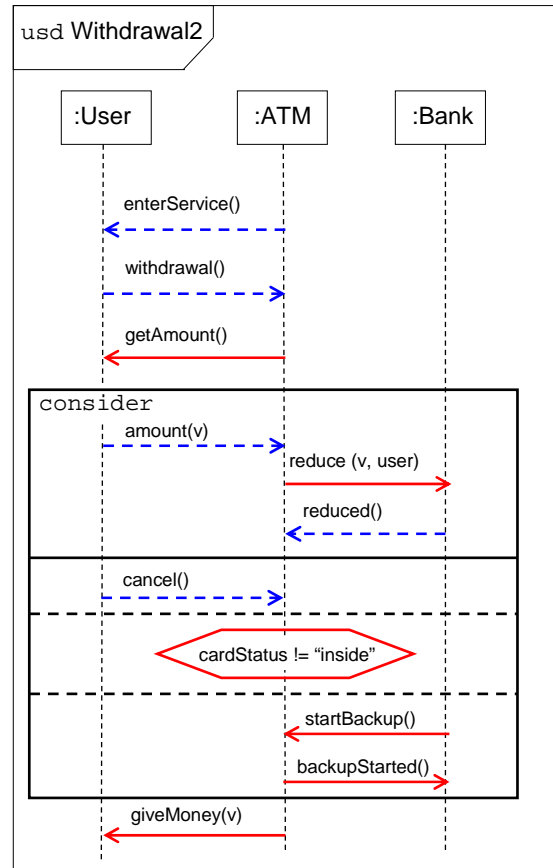 usd Withdrawal2
:User :ATM :Bank
enterService()
withdrawal()
getAmount()
consider
amount(v)
reduce (v, user)
reduced()
cancel()
cardStatus != “inside”
startBackup()
backupStarted()
giveMoney(v)